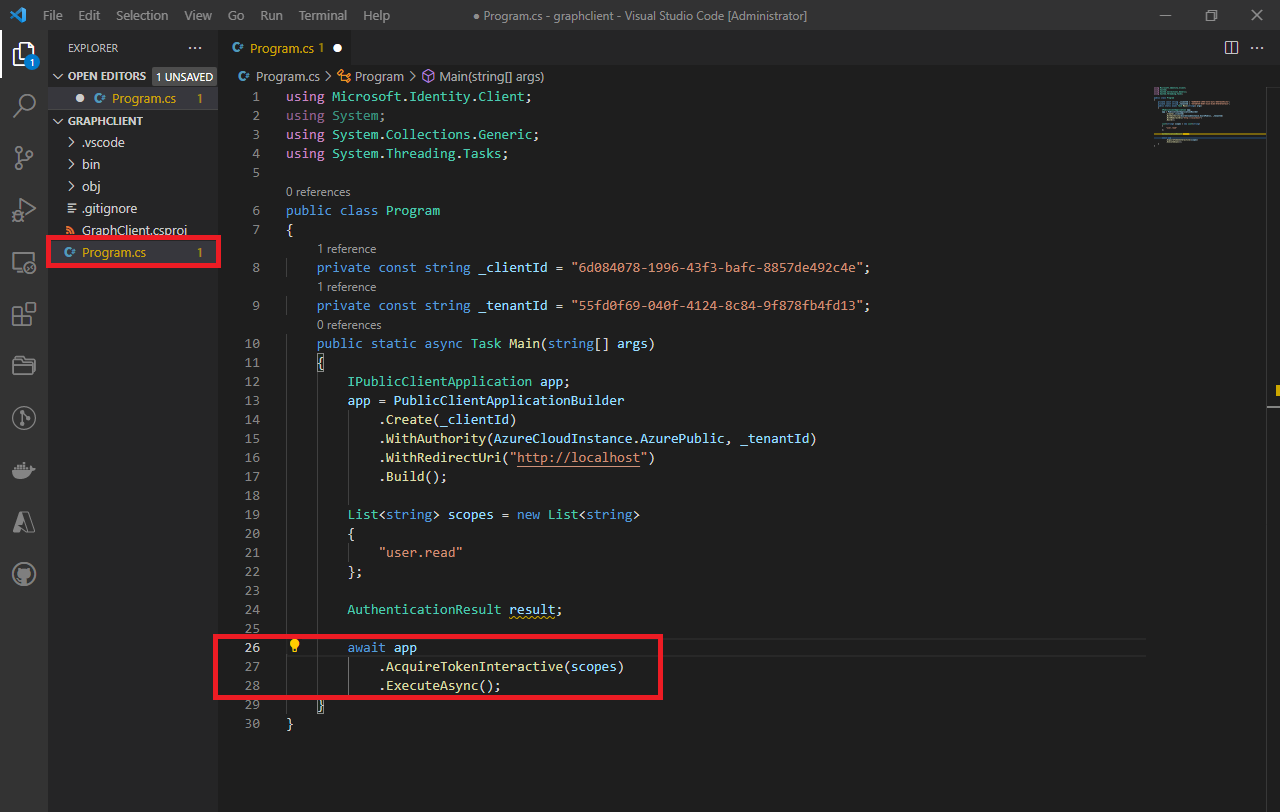 File Edit Selection View Go Run Terminal Help ● Program.cs - graphclient - Visual Studio Code [Administrator]
EXPLORER ...
1
OPEN EDITORS 1 UNSAVED
● C# Program.cs 1
GRAPHCLIENT
.vscode
bin
obj
.gitignore
GraphClient.csproj
C# Program.cs 1
C# Program.cs 1 ●
C# Program.cs > Program > Main(string[] args)
1 using Microsoft.Identity.Client;
2 using System;
3 using System.Collections.Generic;
4 using System.Threading.Tasks;
5
0 references
6 public class Program
7 {
1 reference
8 private const string _clientId = "6d084078-1996-43f3-bafc-8857de492c4e";
1 reference
9 private const string _tenantId = "55fd0f69-040f-4124-8c84-9f878fb4fd13";
0 references
10 public static async Task Main(string[] args)
11 {
12 IPublicClientApplication app;
13 app = PublicClientApplicationBuilder
14 .Create(_clientId)
15 .WithAuthority(AzureCloudInstance.AzurePublic, _tenantId)
16 .WithRedirectUri("http://localhost")
17 .Build();
18
19 List<string> scopes = new List<string>
20 {
21 "user.read"
22 };
23
24 AuthenticationResult result;
25
26 await app
27 .AcquireTokenInteractive(scopes)
28 .ExecuteAsync();
29 }
30 }